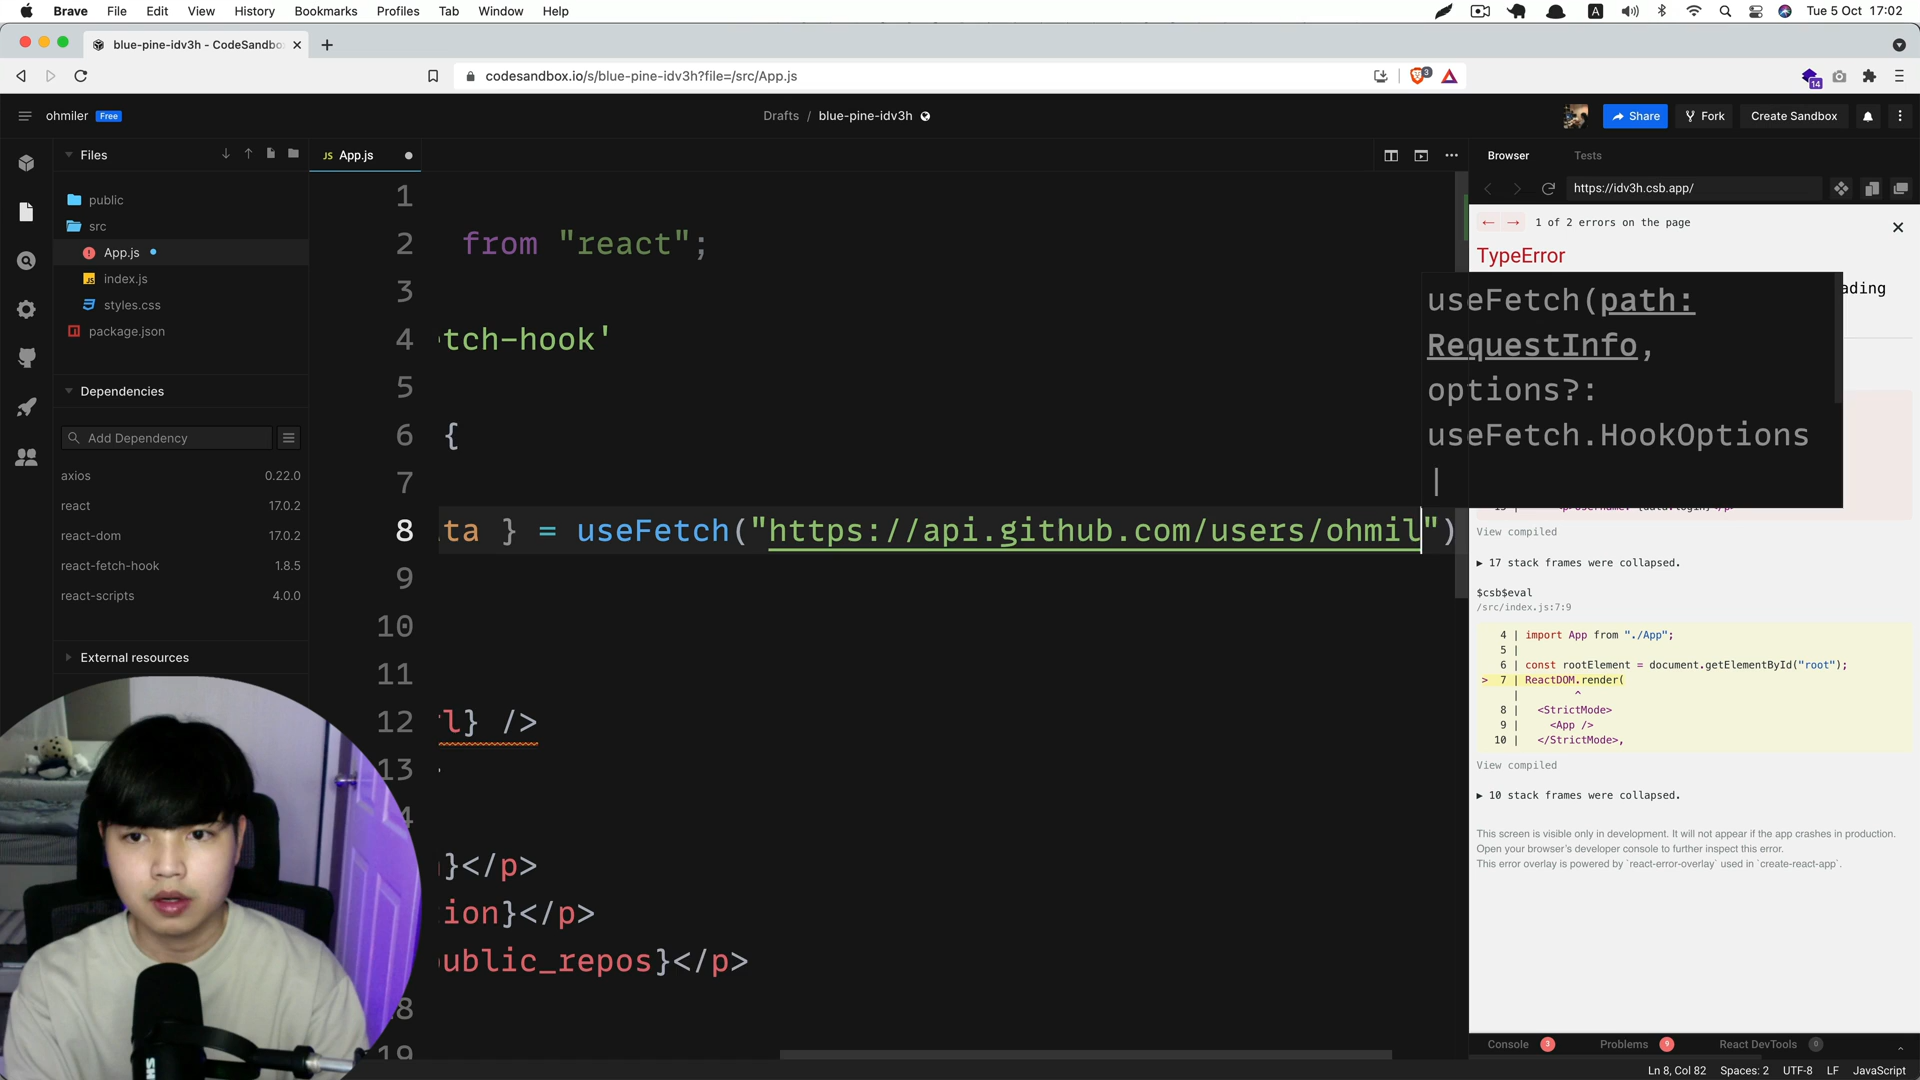 Brave File Edit View History Bookmarks Profiles Tab Window Help
A
Tue 5 Oct 17:02
blue-pine-idv3h - CodeSandbo
codesandbox.io/s/blue-pine-idv3h?file=/src/App.js
3
14
ohmiler Free
Drafts / blue-pine-idv3h
Share
Fork
Create Sandbox
Files
public
src
App.js
index.js
styles.css
package.json
Dependencies
Add Dependency
axios 0.22.0
react 17.0.2
react-dom 17.0.2
react-fetch-hook 1.8.5
react-scripts 4.0.0
External resources
JS App.js
1
2 from "react";
3
4 tch-hook'
5
6 {
7
8 ta } = useFetch("https://api.github.com/users/ohmil")
9
10
11
12 l} />
13
}</p>
ion}</p>
ublic_repos}</p>
19
useFetch(path:
RequestInfo,
options?:
useFetch.HookOptions
|
Browser Tests
https://idv3h.csb.app/
← → 1 of 2 errors on the page
TypeError
ading
View compiled
▶ 17 stack frames were collapsed.
$csb$eval
/src/index.js:7:9
4 | import App from "./App";
5 |
6 | const rootElement = document.getElementById("root");
> 7 | ReactDOM.render(
| ^
8 | <StrictMode>
9 | <App />
10 | </StrictMode>,
View compiled
▶ 10 stack frames were collapsed.
This screen is visible only in development. It will not appear if the app crashes in production.
Open your browser's developer console to further inspect this error.
This error overlay is powered by `react-error-overlay` used in `create-react-app`.
Console 3 Problems 9 React DevTools 0
Ln 8, Col 82 Spaces: 2 UTF-8 LF JavaScript